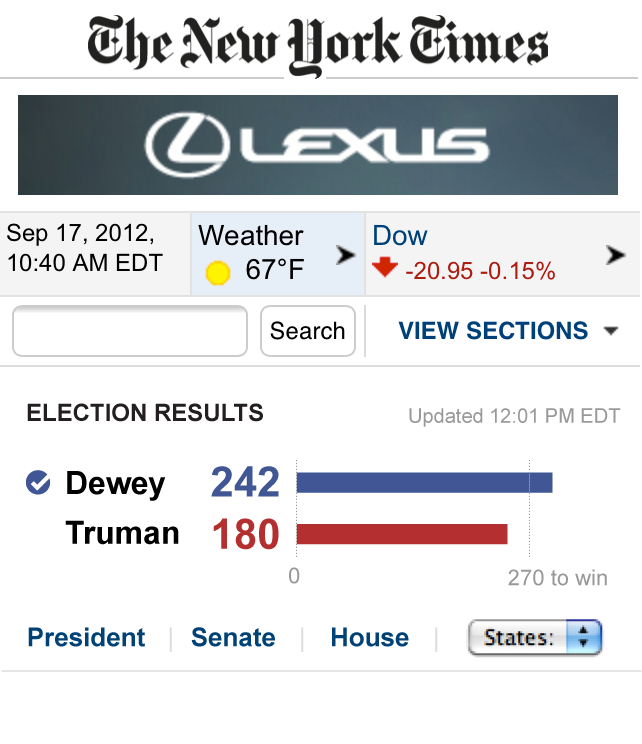 The New York Times
LEXUS
Sep 17, 2012,
10:40 AM EDT
Weather
67°F
Dow
-20.95 -0.15%
Search
VIEW SECTIONS
ELECTION RESULTS
Updated 12:01 PM EDT
Dewey 242
Truman 180
0
270 to win
President
Senate
House
States: